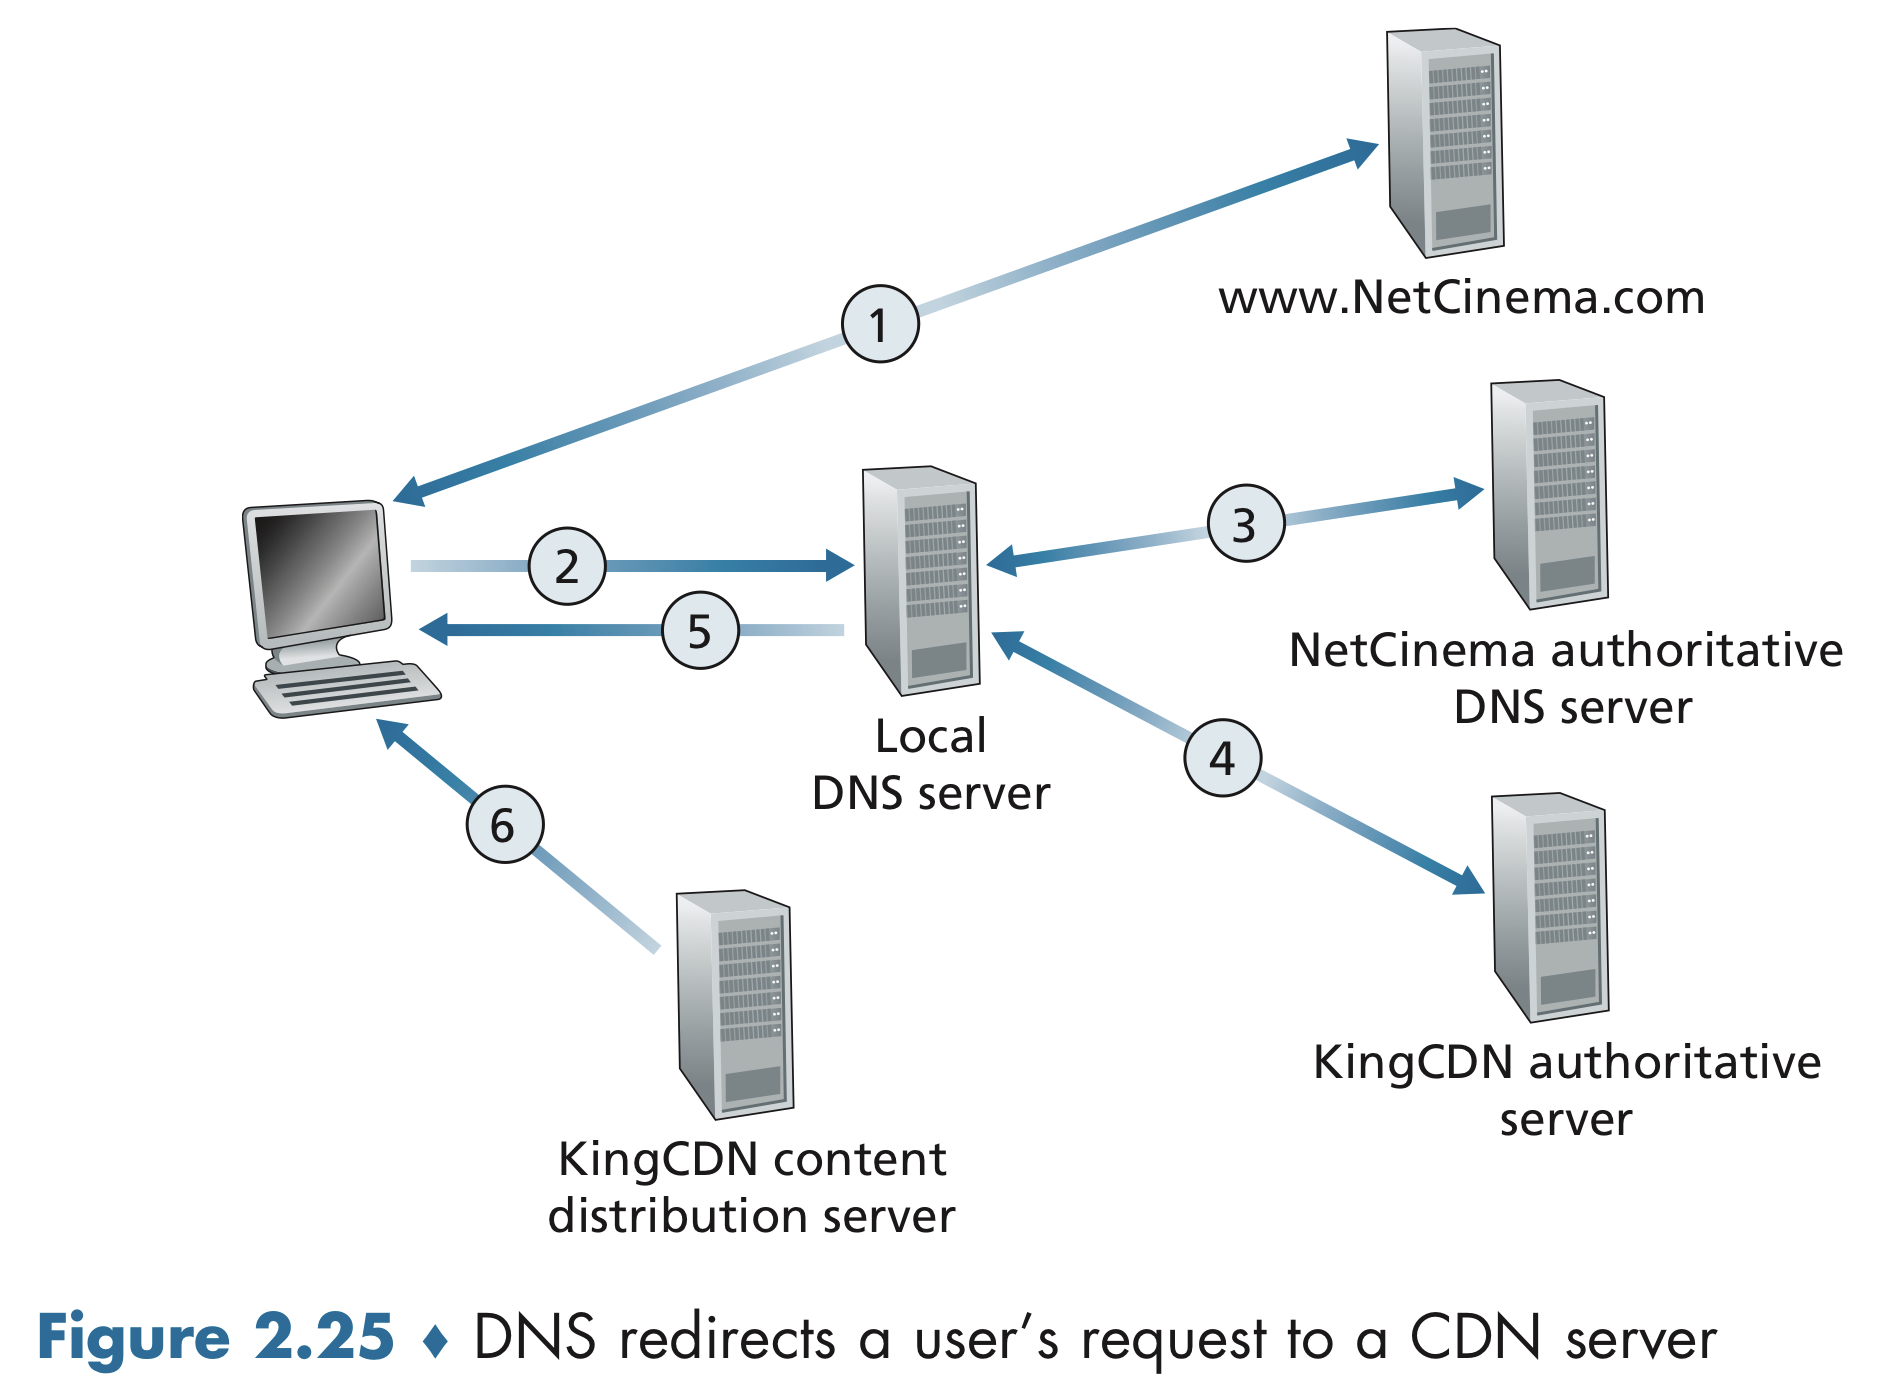 www.NetCinema.com
1
2
3
5
NetCinema authoritative
DNS server
Local
DNS server
4
6
KingCDN authoritative
server
KingCDN content
distribution server
Figure 2.25 ♦ DNS redirects a user’s request to a CDN server